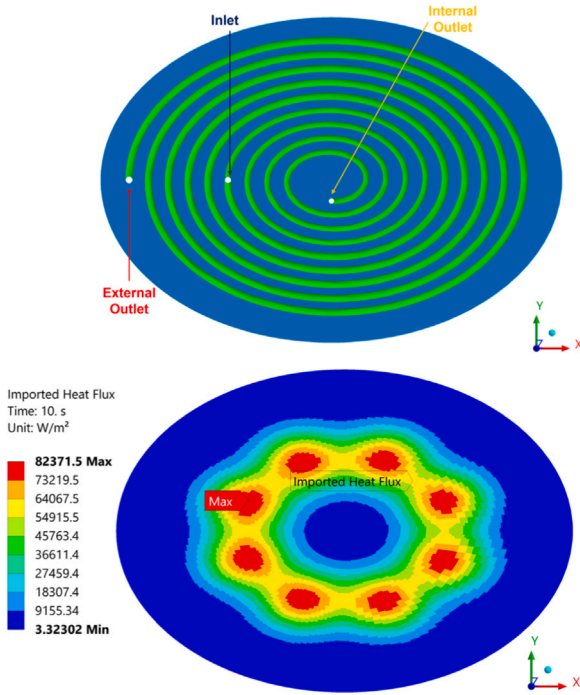 Inlet
Internal
Outlet
External
Outlet
Y
Z
X
Imported Heat Flux
Time: 10. s
Unit: W/m²
82371.5 Max
73219.5
64067.5
54915.5
45763.4
36611.4
27459.4
18307.4
9155.34
3.32302 Min
Imported Heat Flux
Max
Y
Z
X